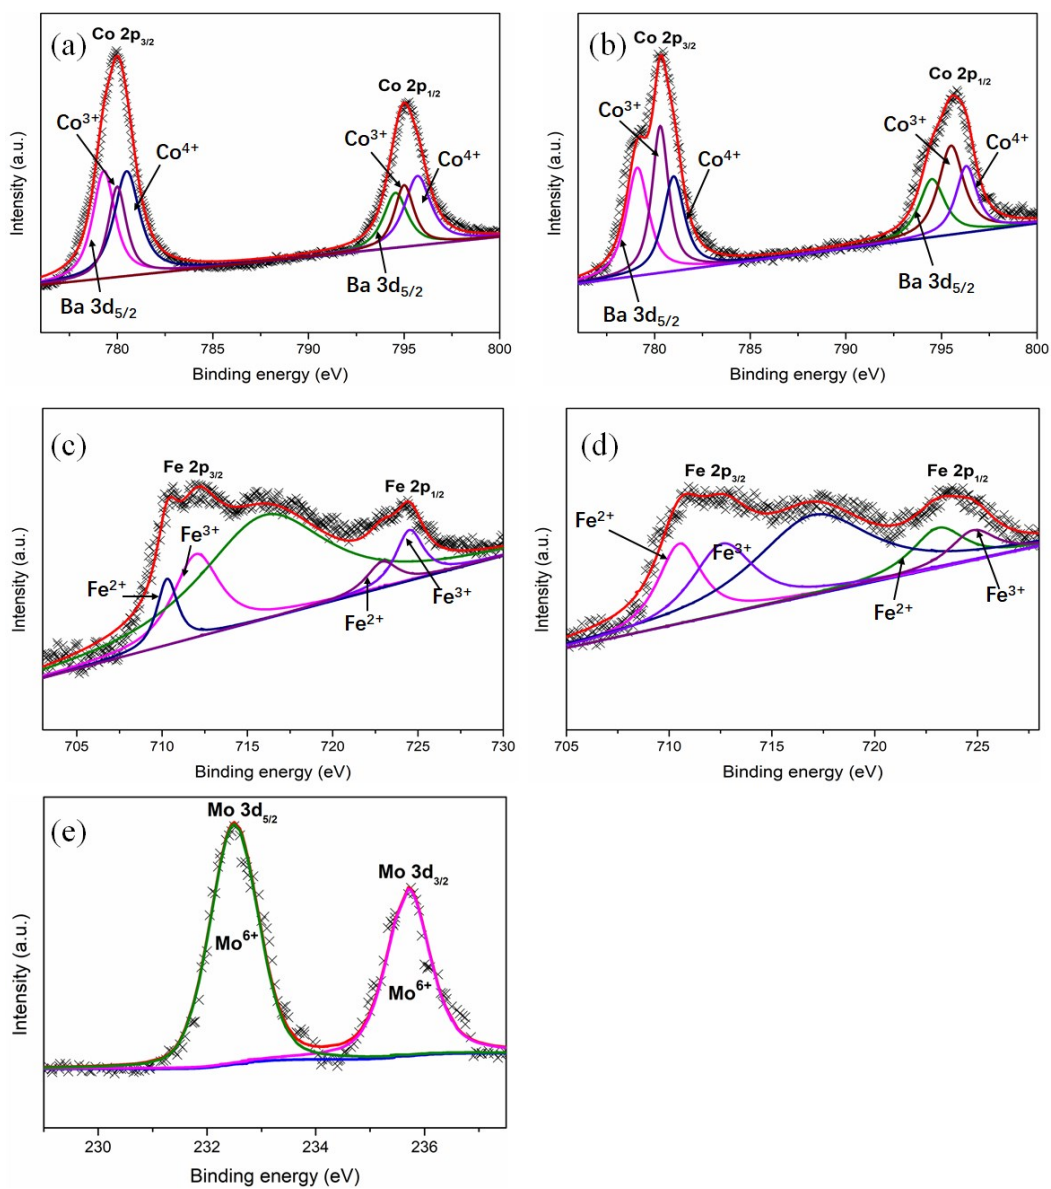 (a)
Co 2p3/2
Co 2p1/2
Co3+
Co4+
Co3+
Co4+
Ba 3d5/2
Ba 3d5/2
Intensity (a.u.)
780 785 790 795 800
Binding energy (eV)
(b)
Co 2p3/2
Co 2p1/2
Co3+
Co4+
Co3+
Co4+
Ba 3d5/2
Ba 3d5/2
Intensity (a.u.)
780 785 790 795 800
Binding energy (eV)
(c)
Fe 2p3/2
Fe 2p1/2
Fe3+
Fe2+
Fe2+
Fe3+
Intensity (a.u.)
705 710 715 720 725 730
Binding energy (eV)
(d)
Fe 2p3/2
Fe 2p1/2
Fe2+
Fe3+
Fe2+
Fe3+
Intensity (a.u.)
705 710 715 720 725
Binding energy (eV)
(e)
Mo 3d5/2
Mo 3d3/2
Mo6+
Mo6+
Intensity (a.u.)
230 232 234 236
Binding energy (eV)